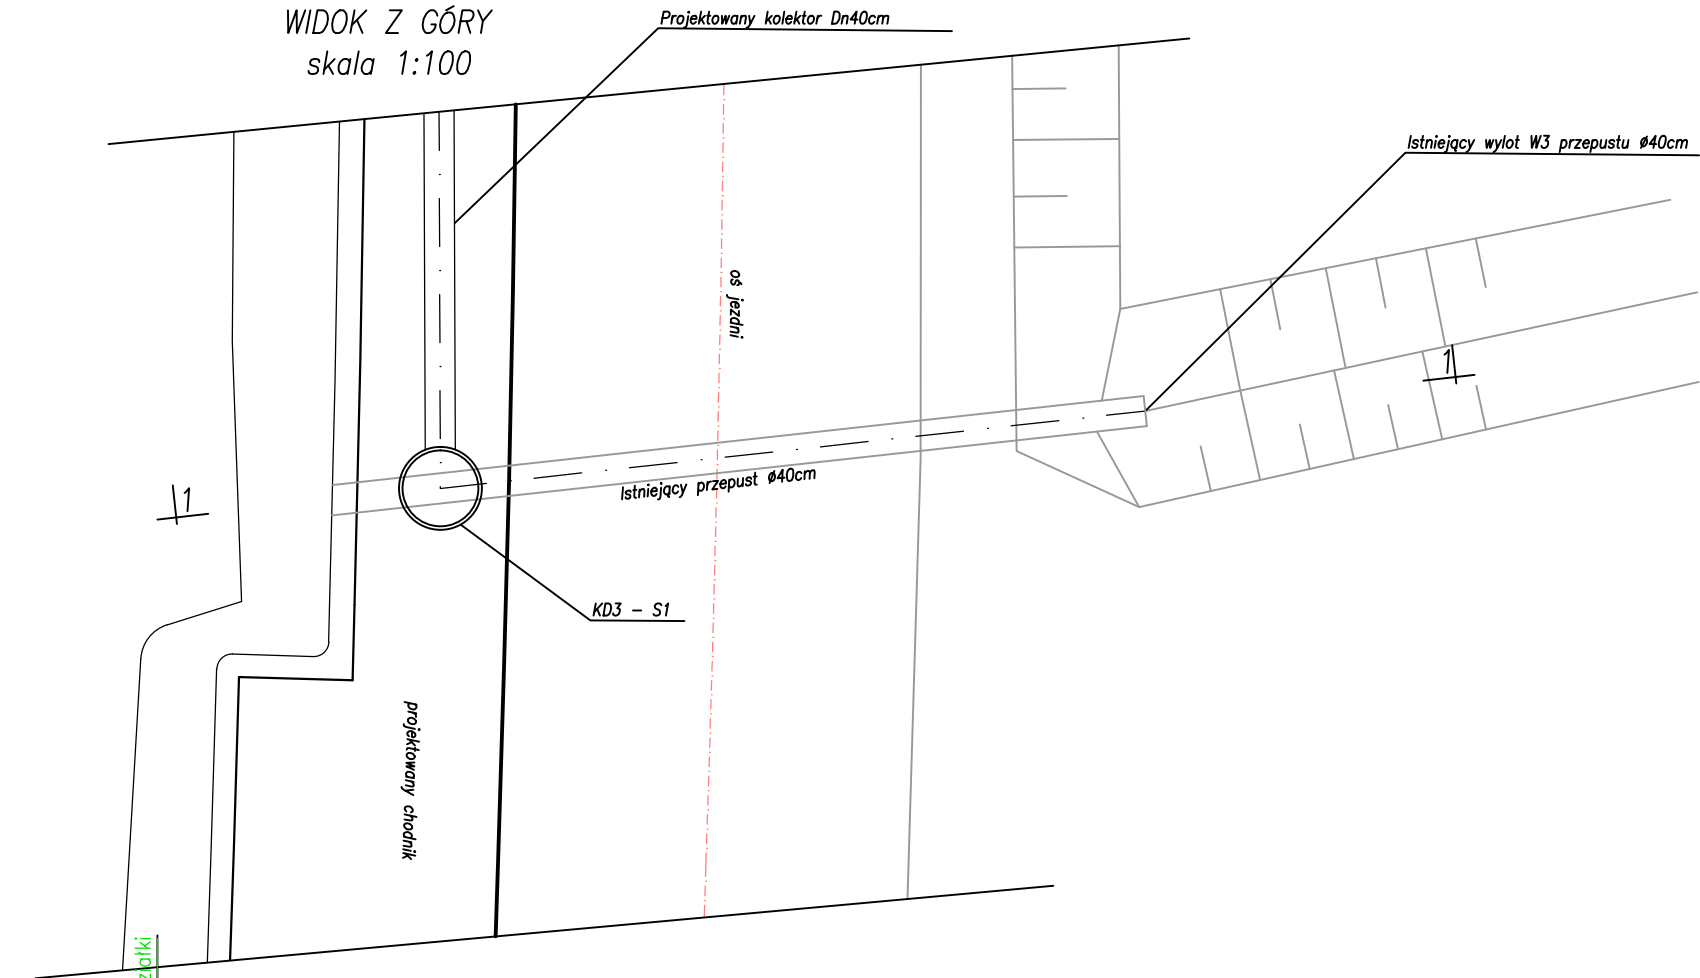 WIDOK Z GÓRY
skala 1:100
Projektowany kolektor Dn40cm
Istniejący wylot W3 przepustu ø40cm
oś jezdni
1
Istniejący przepust ø40cm
1
KD3 - S1
projektowany chodnik